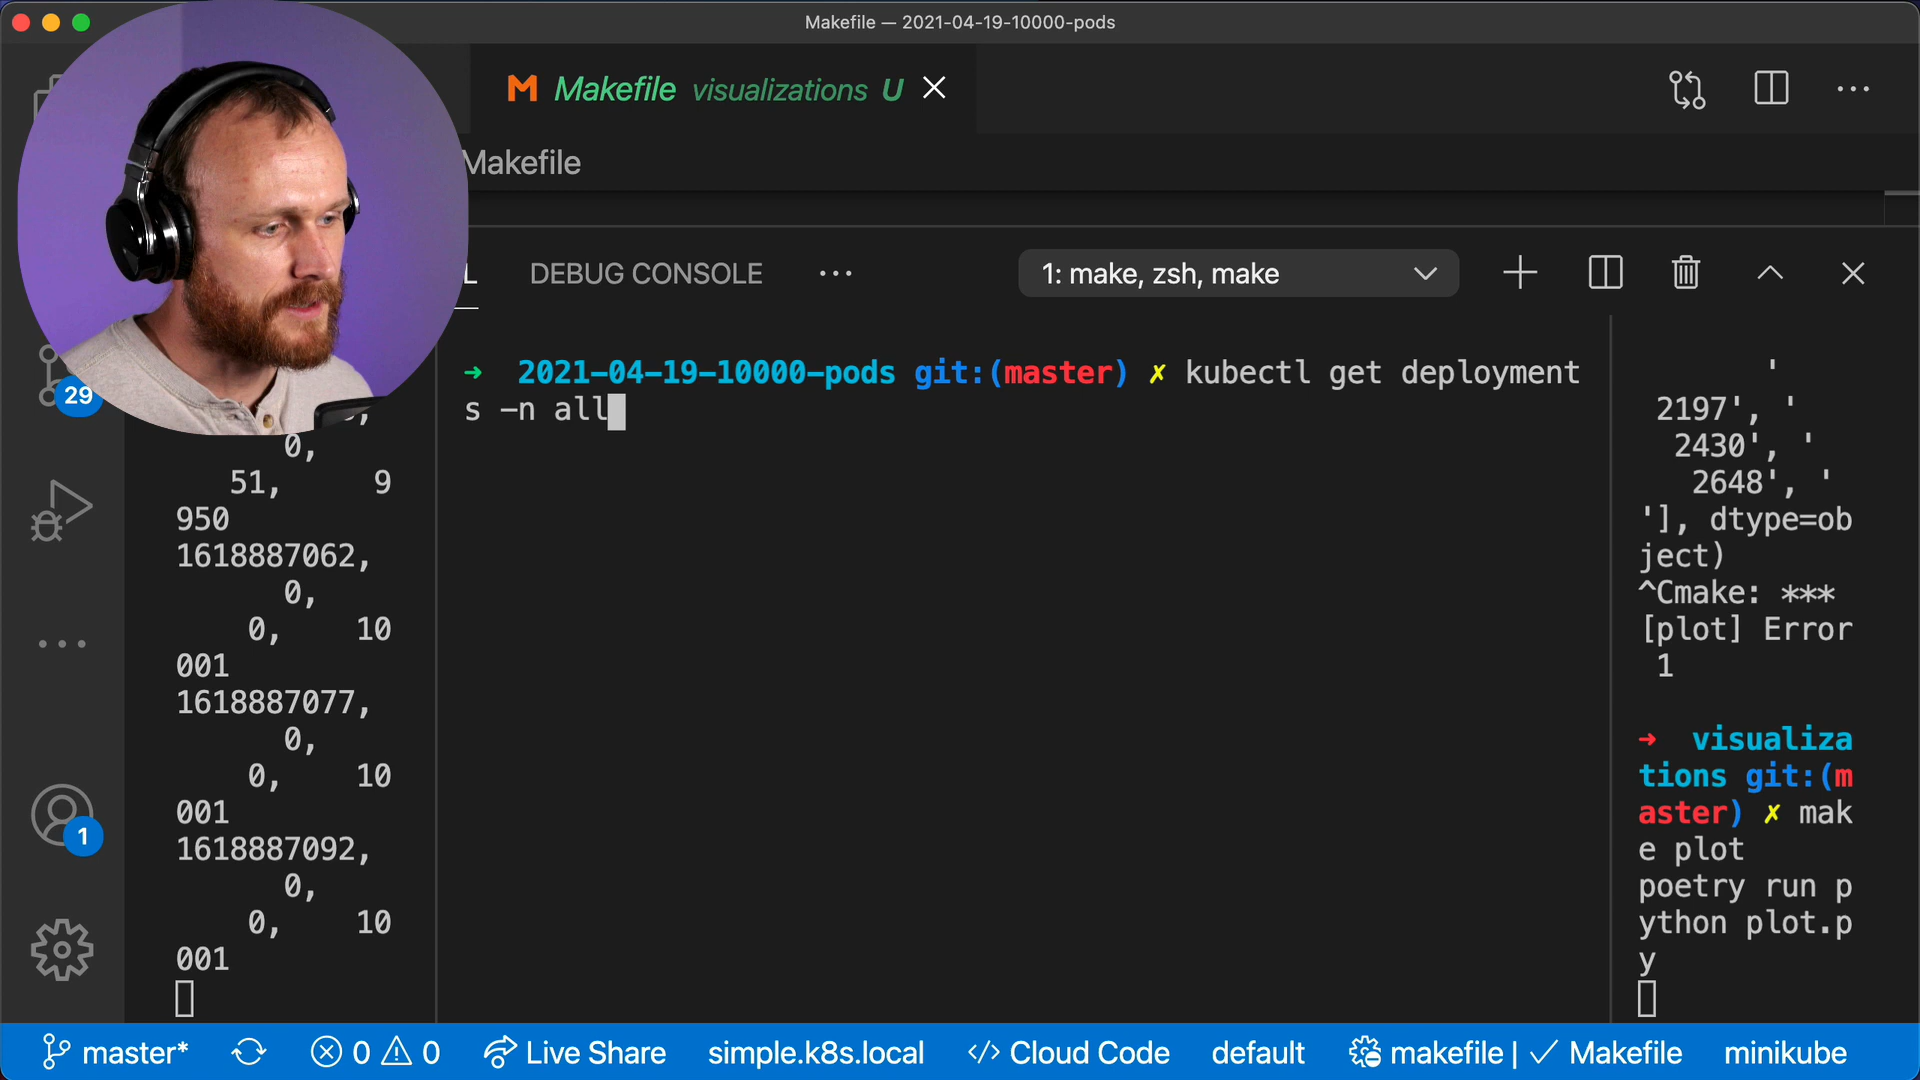 Makefile — 2021-04-19-10000-pods
Makefile visualizations U
Makefile
DEBUG CONSOLE
1: make, zsh, make
29
1
0,
51, 9
950
1618887062,
0,
0, 10
001
1618887077,
0,
0, 10
001
1618887092,
0,
0, 10
001
➜ 2021-04-19-10000-pods git:(master) ✗ kubectl get deployment
s -n all
'
2197', '
2430', '
2648', '
'], dtype=ob
ject)
^Cmake: ***
[plot] Error
1
➜ visualiza
tions git:(m
aster) ✗ mak
e plot
poetry run p
ython plot.p
y
master* 0 0 Live Share simple.k8s.local </> Cloud Code default makefile | ✓ Makefile minikube